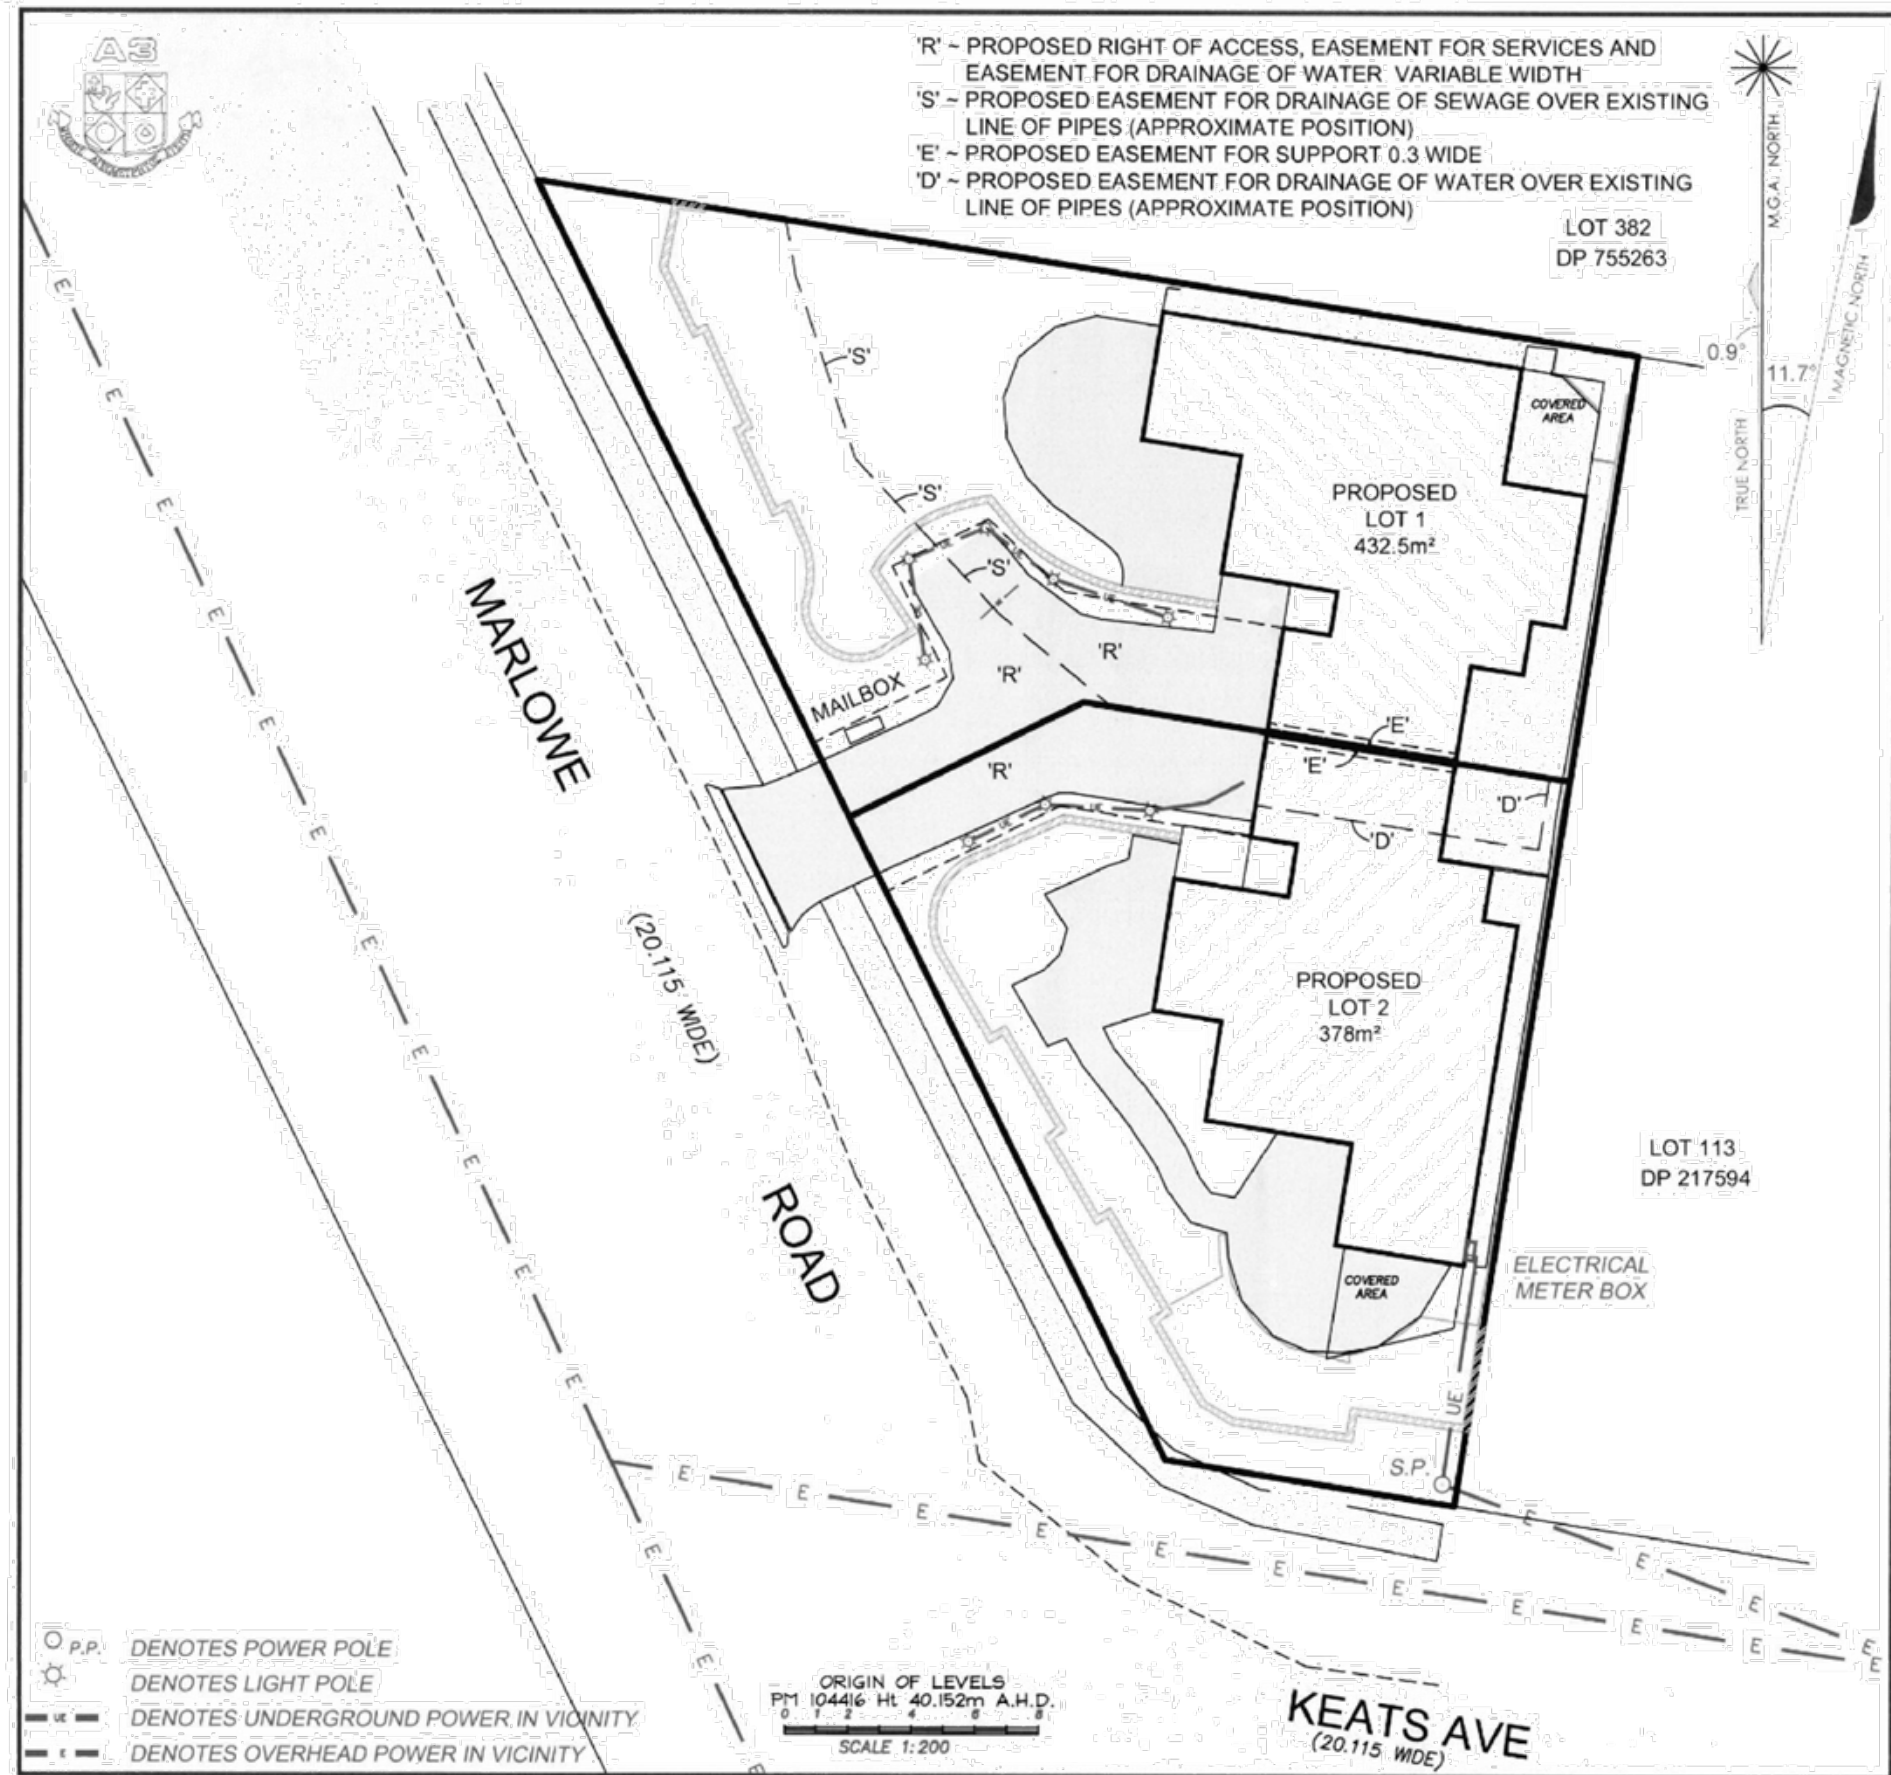 A3
'R' ~ PROPOSED RIGHT OF ACCESS, EASEMENT FOR SERVICES AND
EASEMENT FOR DRAINAGE OF WATER VARIABLE WIDTH
'S' ~ PROPOSED EASEMENT FOR DRAINAGE OF SEWAGE OVER EXISTING
LINE OF PIPES (APPROXIMATE POSITION)
'E' ~ PROPOSED EASEMENT FOR SUPPORT 0.3 WIDE
'D' ~ PROPOSED EASEMENT FOR DRAINAGE OF WATER OVER EXISTING
LINE OF PIPES (APPROXIMATE POSITION)
LOT 382
DP 755263
M.G.A. NORTH.
MAGNETIC NORTH
TRUE NORTH
0.9°
11.7°
COVERED
AREA
'S'
'S'
'S'
PROPOSED
LOT 1
432.5m²
MARLOWE
MAILBOX
'R'
'R'
'R'
'E'
'E'
'D'
'D'
(20.115 WIDE)
PROPOSED
LOT 2
378m²
LOT 113
DP 217594
ROAD
ELECTRICAL
METER BOX
COVERED
AREA
UE
S.P.
P.P. DENOTES POWER POLE
DENOTES LIGHT POLE
UE DENOTES UNDERGROUND POWER IN VICINITY
E DENOTES OVERHEAD POWER IN VICINITY
ORIGIN OF LEVELS
PM 104416 Ht 40.152m A.H.D.
0 1 2 4 6 8
SCALE 1:200
KEATS AVE
(20.115 WIDE)